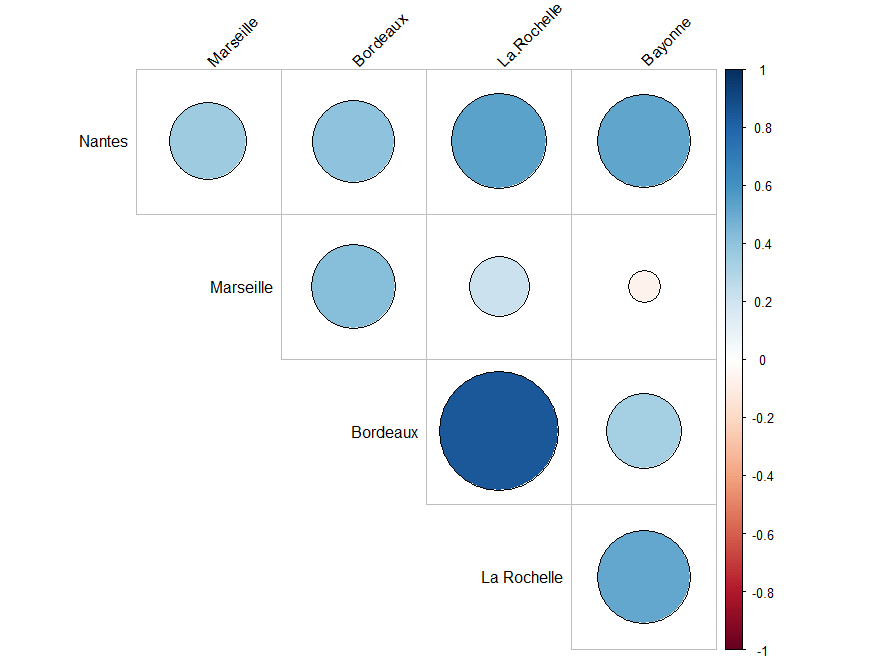 Marseille
Bordeaux
La.Rochelle
Bayonne
Nantes
Marseille
Bordeaux
La Rochelle
1
0.8
0.6
0.4
0.2
0
-0.2
-0.4
-0.6
-0.8
-1